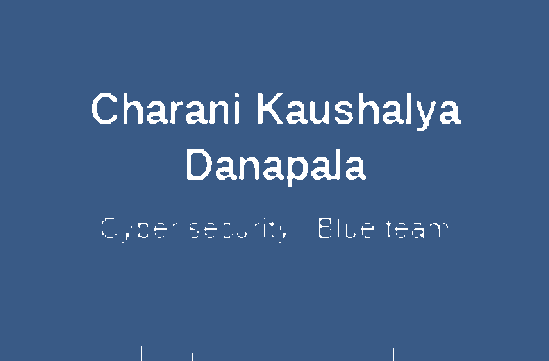 Charani Kaushalya
Danapala
Cyber security Blue team